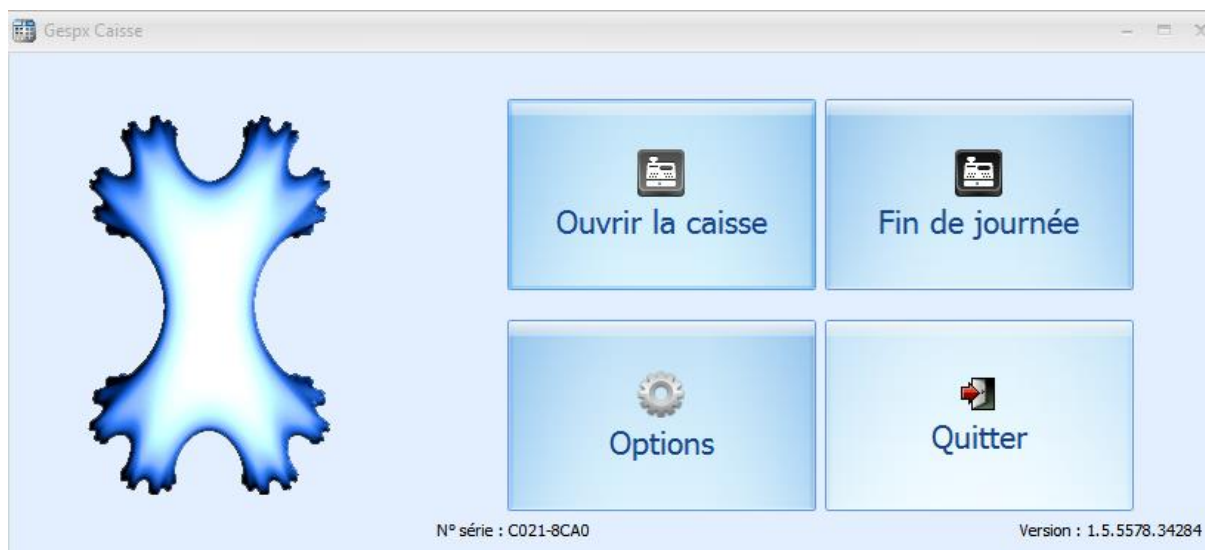 Gespx Caisse
Ouvrir la caisse
Fin de journée
Options
Quitter
N° série : C021-8CA0
Version : 1.5.5578.34284